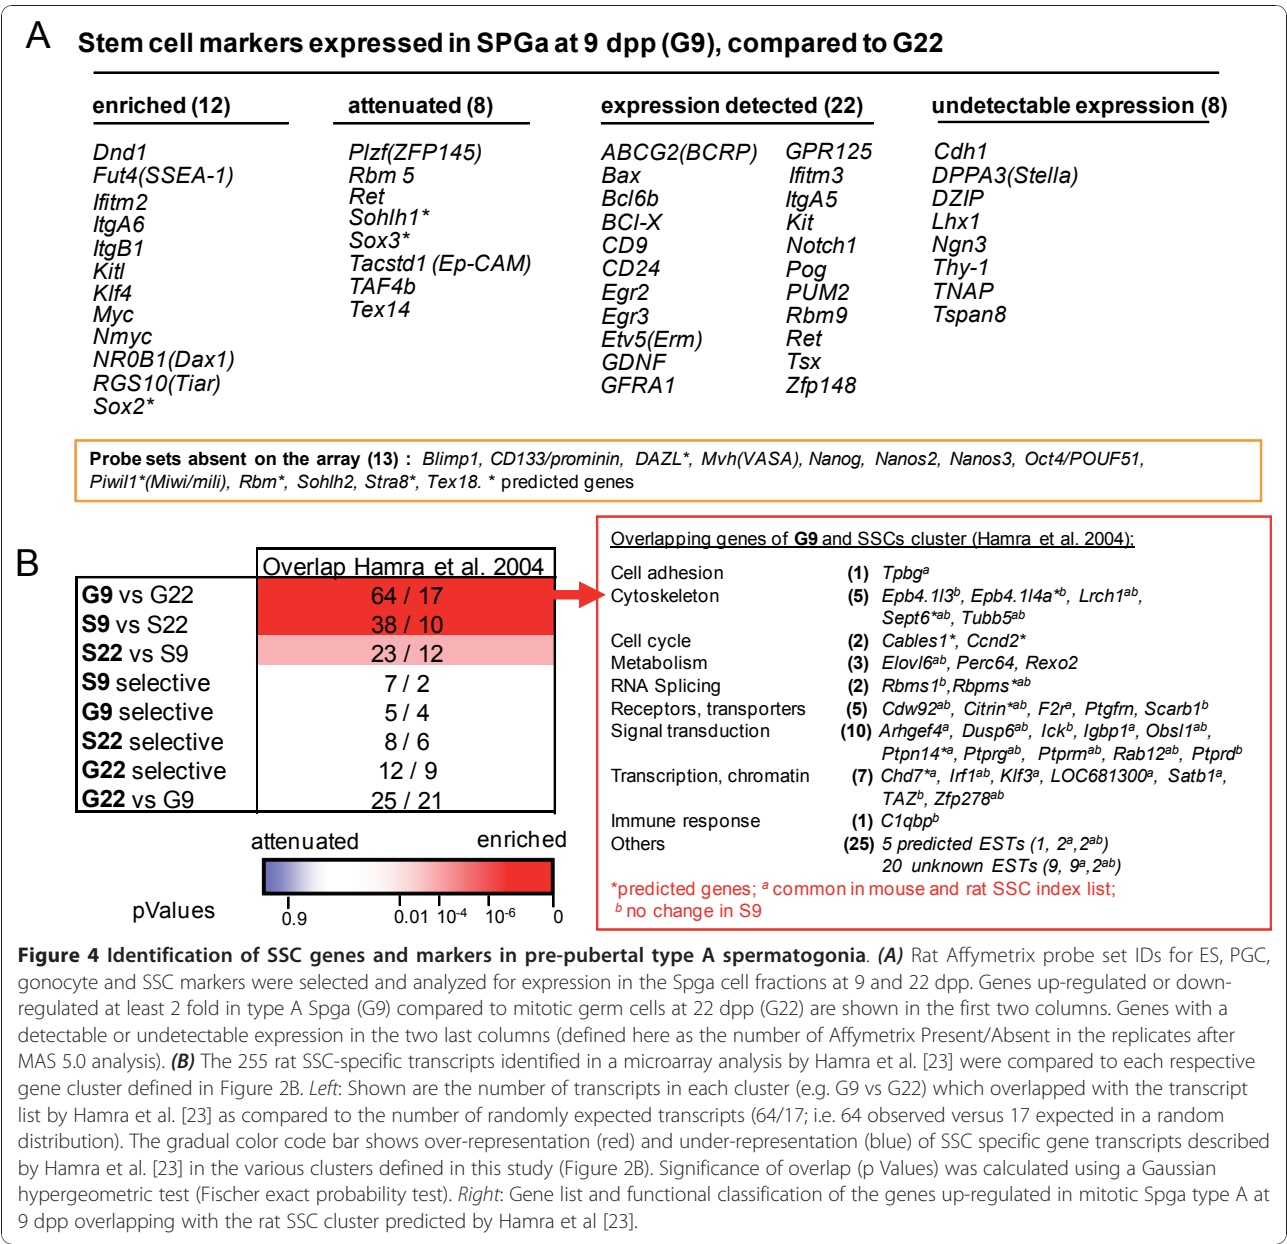 A
Stem cell markers expressed in SPGa at 9 dpp (G9), compared to G22
enriched (12)
Dnd1
Fut4(SSEA-1)
Ifitm2
ItgA6
ItgB1
Kitl
Klf4
Myc
Nmyc
NR0B1(Dax1)
RGS10(Tiar)
Sox2*
attenuated (8)
Plzf(ZFP145)
Rbm 5
Ret
Sohlh1*
Sox3*
Tacstd1 (Ep-CAM)
TAF4b
Tex14
expression detected (22)
ABCG2(BCRP)
Bax
Bcl6b
BCl-X
CD9
CD24
Egr2
Egr3
Etv5(Erm)
GDNF
GFRA1
GPR125
Ifitm3
ItgA5
Kit
Notch1
Pog
PUM2
Rbm9
Ret
Tsx
Zfp148
undetectable expression (8)
Cdh1
DPPA3(Stella)
DZIP
Lhx1
Ngn3
Thy-1
TNAP
Tspan8
Probe sets absent on the array (13) : Blimp1, CD133/prominin, DAZL*, Mvh(VASA), Nanog, Nanos2, Nanos3, Oct4/POUF51,
Piwil1*(Miwi/mili), Rbm*, Sohlh2, Stra8*, Tex18. * predicted genes
B
Overlap Hamra et al. 2004
G9 vs G22 64 / 17
S9 vs S22 38 / 10
S22 vs S9 23 / 12
S9 selective 7 / 2
G9 selective 5 / 4
S22 selective 8 / 6
G22 selective 12 / 9
G22 vs G9 25 / 21
attenuated enriched
pValues 0.9 0.01 10-4 10-6 0
Overlapping genes of G9 and SSCs cluster (Hamra et al. 2004):
Cell adhesion (1) Tpbga
Cytoskeleton (5) Epb4.1l3b, Epb4.1l4a*b, Lrch1ab,
Sept6*ab, Tubb5ab
Cell cycle (2) Cables1*, Ccnd2*
Metabolism (3) Elovl6ab, Perc64, Rexo2
RNA Splicing (2) Rbms1b,Rbpms*ab
Receptors, transporters (5) Cdw92ab, Citrin*ab, F2ra, Ptgfrn, Scarb1b
Signal transduction (10) Arhgef4a, Dusp6ab, Ickb, Igbp1a, Obsl1ab,
Ptpn14*a, Ptprgab, Ptprmab, Rab12ab, Ptprdb
Transcription, chromatin (7) Chd7*a, Irf1ab, Klf3a, LOC681300a, Satb1a,
TAZb, Zfp278ab
Immune response (1) C1qbpb
Others (25) 5 predicted ESTs (1, 2a,2ab)
20 unknown ESTs (9, 9a,2ab)
*predicted genes; a common in mouse and rat SSC index list;
b no change in S9
Figure 4 Identification of SSC genes and markers in pre-pubertal type A spermatogonia. (A) Rat Affymetrix probe set IDs for ES, PGC,
gonocyte and SSC markers were selected and analyzed for expression in the Spga cell fractions at 9 and 22 dpp. Genes up-regulated or down-
regulated at least 2 fold in type A Spga (G9) compared to mitotic germ cells at 22 dpp (G22) are shown in the first two columns. Genes with a
detectable or undetectable expression in the two last columns (defined here as the number of Affymetrix Present/Absent in the replicates after
MAS 5.0 analysis). (B) The 255 rat SSC-specific transcripts identified in a microarray analysis by Hamra et al. [23] were compared to each respective
gene cluster defined in Figure 2B. Left: Shown are the number of transcripts in each cluster (e.g. G9 vs G22) which overlapped with the transcript
list by Hamra et al. [23] as compared to the number of randomly expected transcripts (64/17; i.e. 64 observed versus 17 expected in a random
distribution). The gradual color code bar shows over-representation (red) and under-representation (blue) of SSC specific gene transcripts described
by Hamra et al. [23] in the various clusters defined in this study (Figure 2B). Significance of overlap (p Values) was calculated using a Gaussian
hypergeometric test (Fischer exact probability test). Right: Gene list and functional classification of the genes up-regulated in mitotic Spga type A at
9 dpp overlapping with the rat SSC cluster predicted by Hamra et al [23].